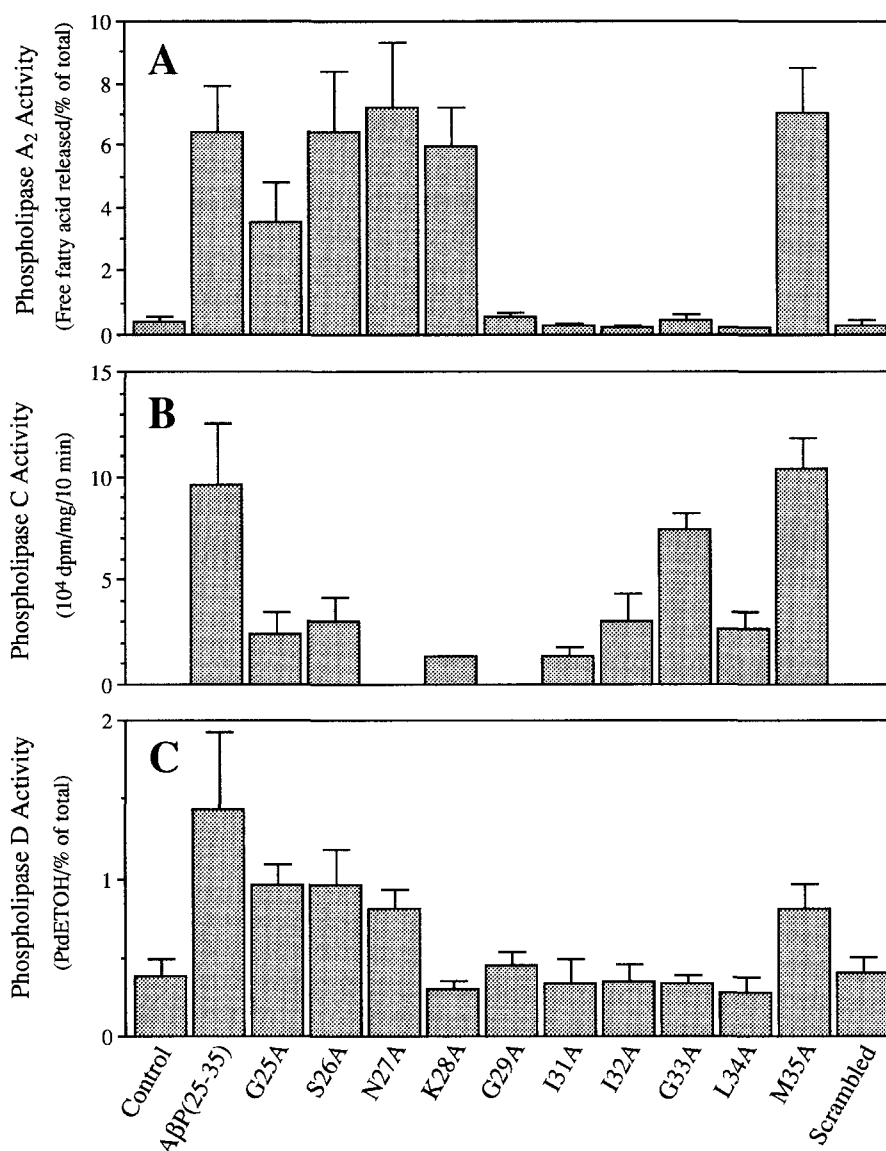 A
Phospholipase A2 Activity
(Free fatty acid released/% of total)
10
8
6
4
2
0
B
Phospholipase C Activity
(10⁴ dpm/mg/10 min)
15
10
5
0
C
Phospholipase D Activity
(PtdETOH/% of total)
2
1
0
Control
AβP(25-35)
G25A
S26A
N27A
K28A
G29A
I31A
I32A
G33A
L34A
M35A
Scrambled